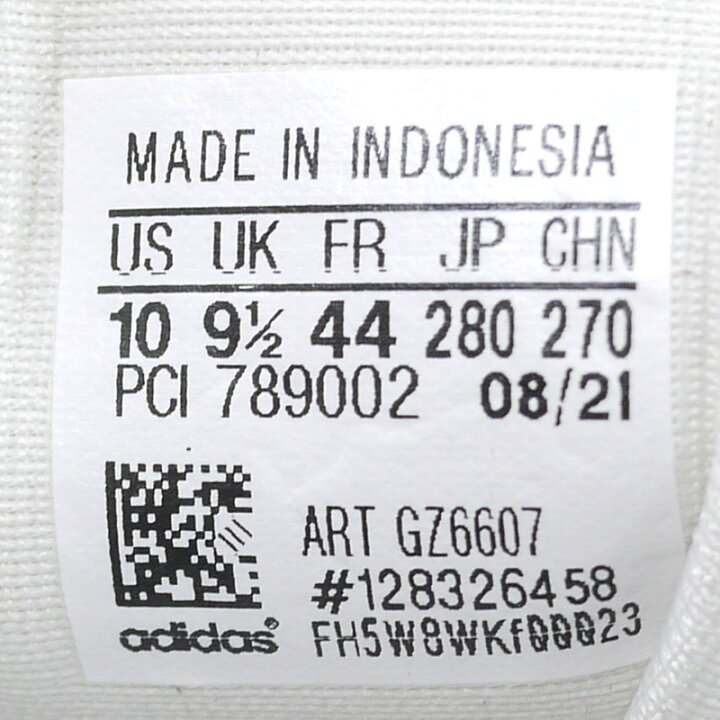 MADE IN INDONESIA
US UK FR JP CHN
10 9½ 44 280 270
PCI 789002 08/21
ART GZ6607
#128326458
adidas® FH5W8WKf00023